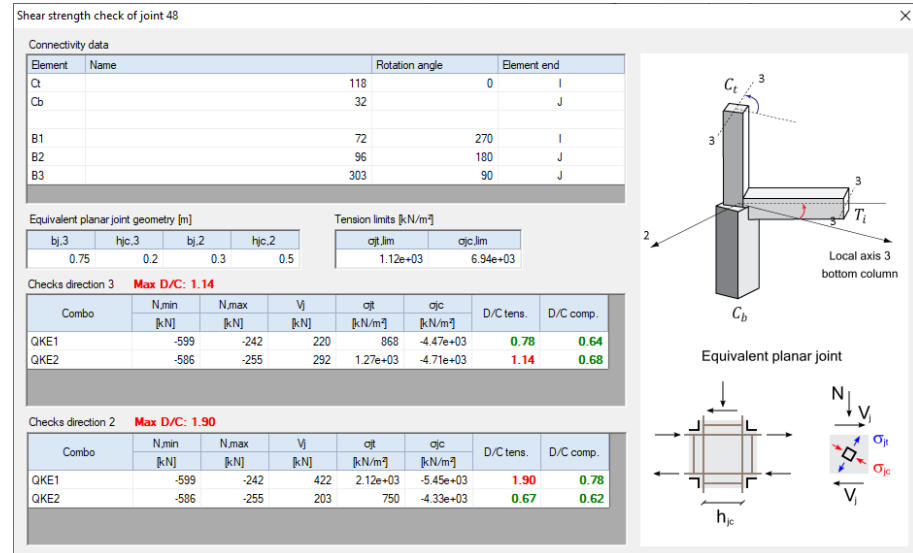 Shear strength check of joint 48
Connectivity data
Element Name Rotation angle Element end
Ct 118 0 I
Cb 32 J
B1 72 270 I
B2 96 180 J
B3 303 90 J
Equivalent planar joint geometry [m] Tension limits [kN/m²]
bj,3 hjc,3 bj,2 hjc,2 σjt,lim σjc,lim
0.75 0.2 0.3 0.5 1.12e+03 6.94e+03
Checks direction 3 Max D/C: 1.14
Combo N,min N,max Vj σjt σjc D/C tens. D/C comp.
[kN] [kN] [kN] [kN/m²] [kN/m²]
QKE1 -599 -242 220 868 -4.47e+03 0.78 0.64
QKE2 -586 -255 292 1.27e+03 -4.71e+03 1.14 0.68
Checks direction 2 Max D/C: 1.90
Combo N,min N,max Vj σjt σjc D/C tens. D/C comp.
[kN] [kN] [kN] [kN/m²] [kN/m²]
QKE1 -599 -242 422 2.12e+03 -5.45e+03 1.90 0.78
QKE2 -586 -255 203 750 -4.33e+03 0.67 0.62
Ct 3
3
3
3 Ti
2
Local axis 3
bottom column
Cb
Equivalent planar joint
N
Vj
σjt
σjc
Vj
hjc